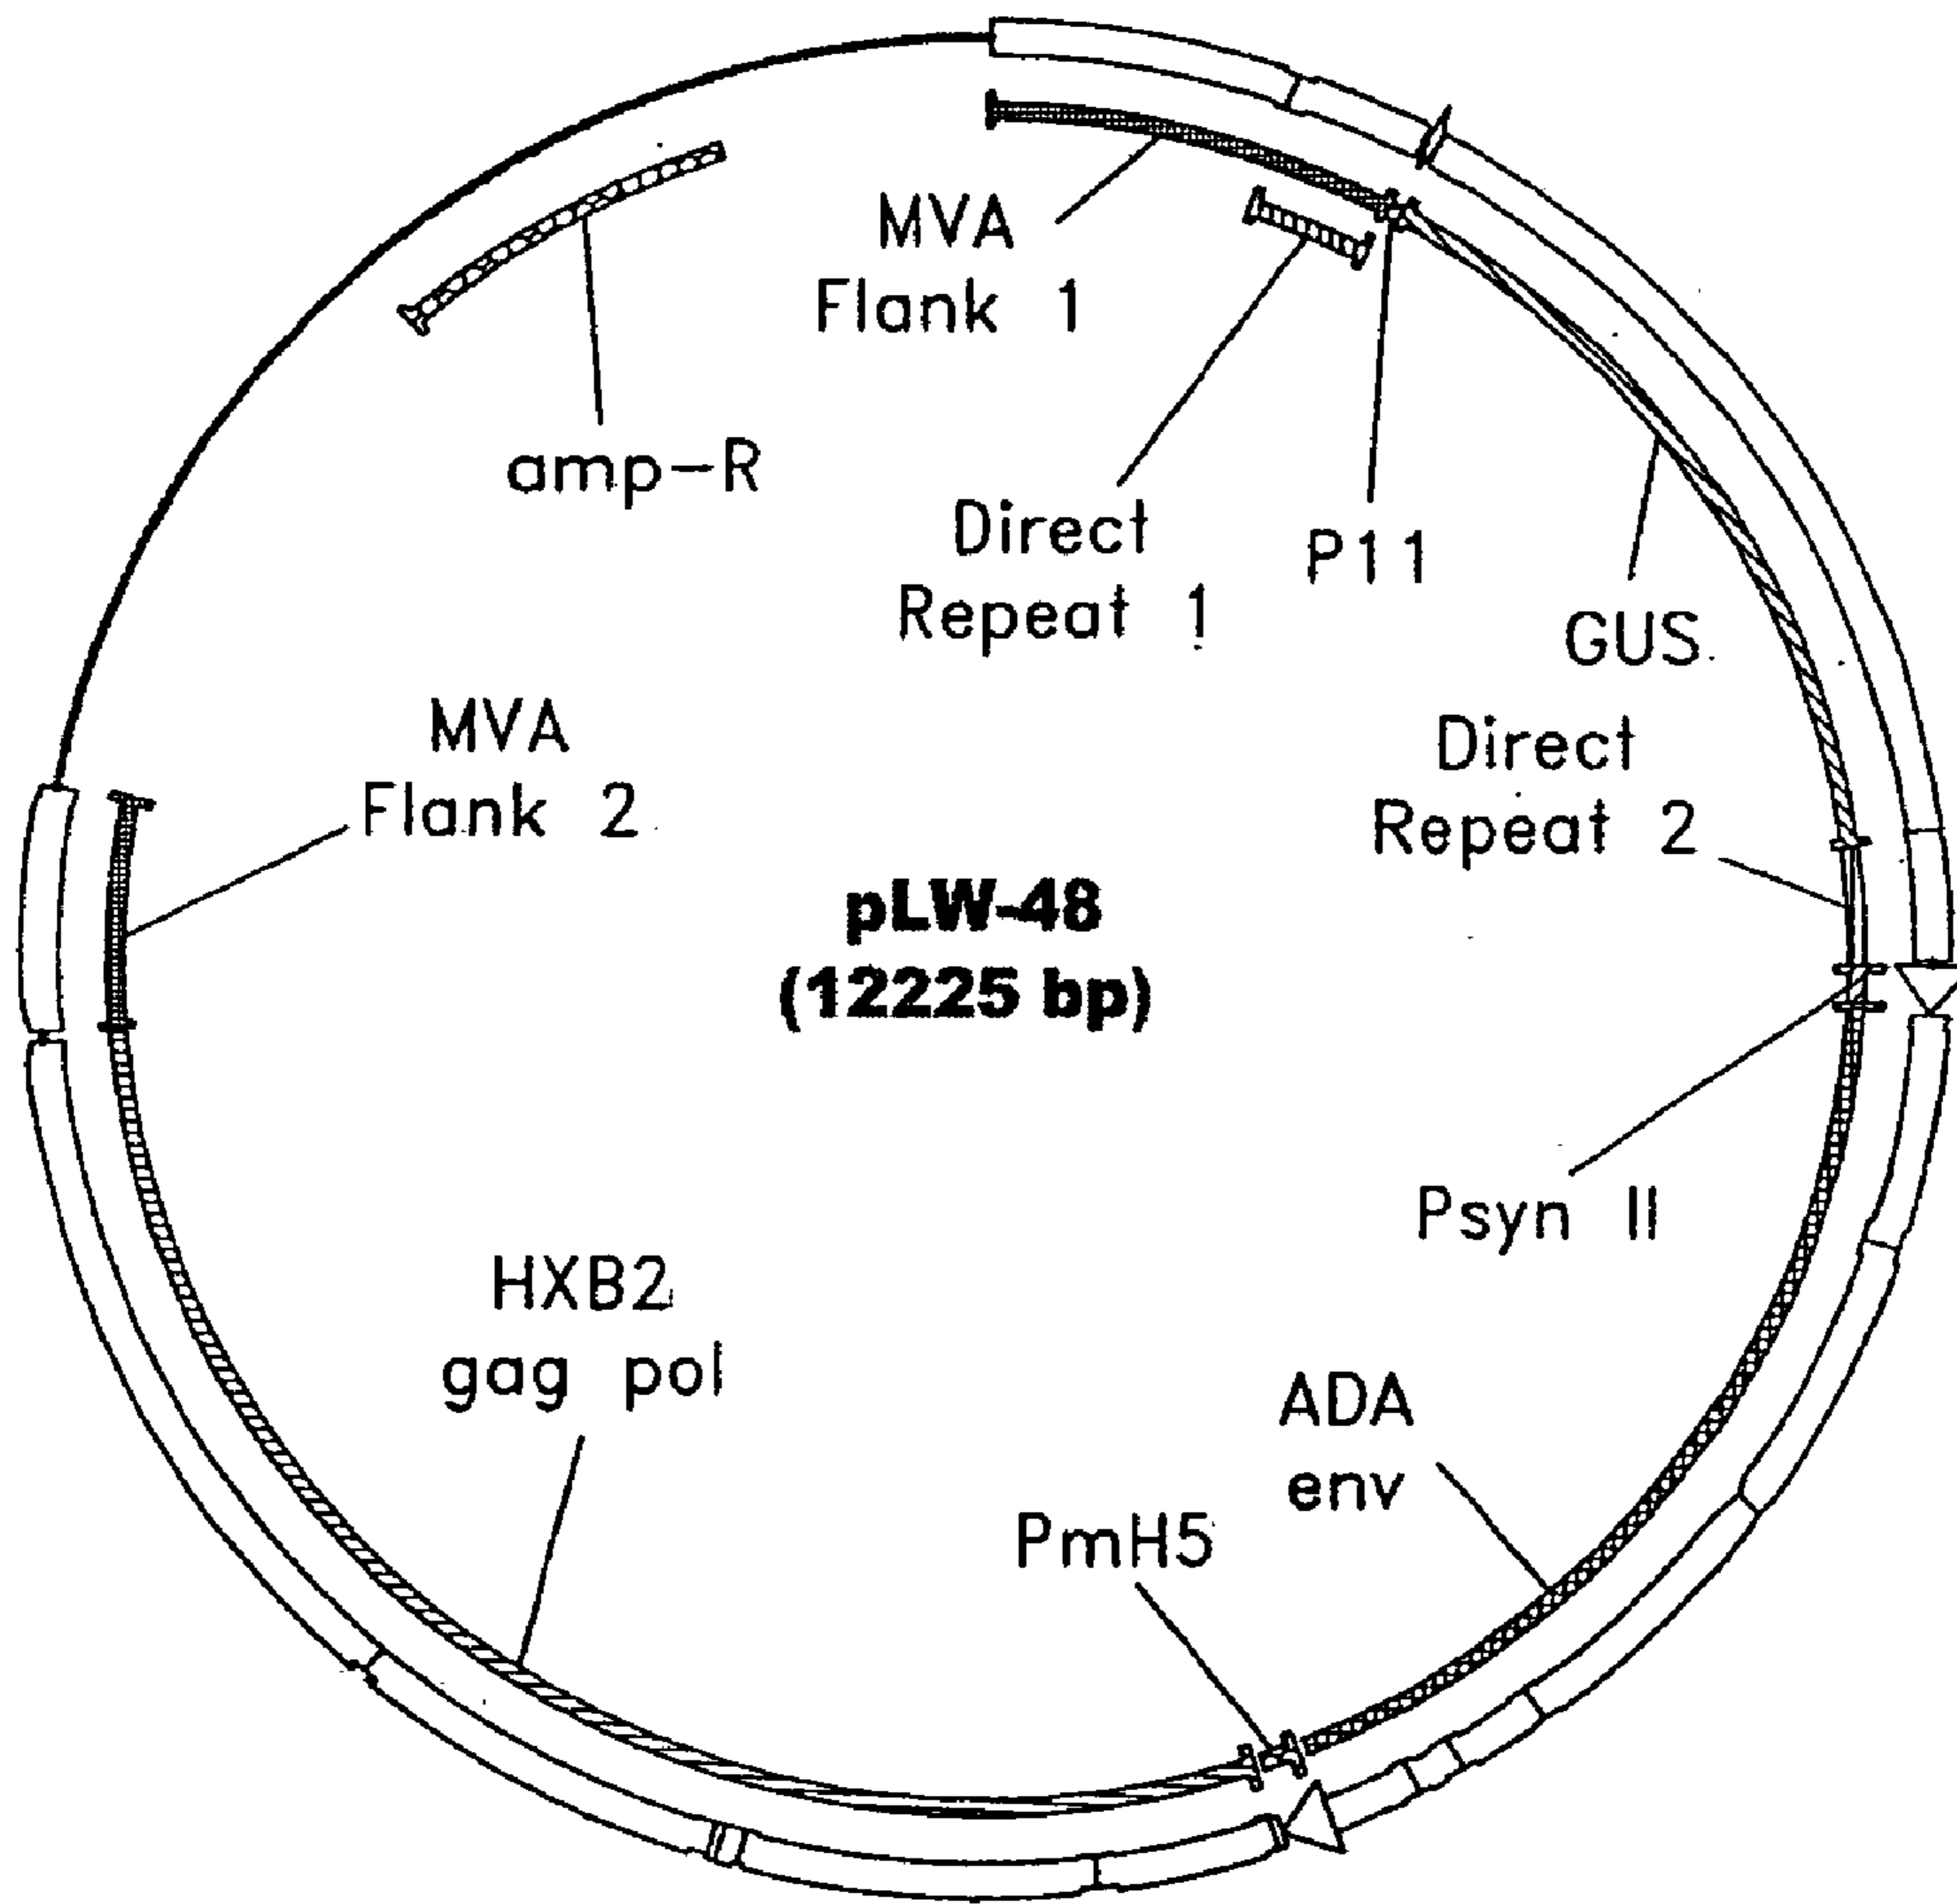 MVA
Flank 1
amp-R
Direct
Repeat 1
P11
GUS
MVA
Flank 2
Direct
Repeat 2
pLW-48
(12225 bp)
Psyn II
HXB2
gag pol
ADA
env
PmH5